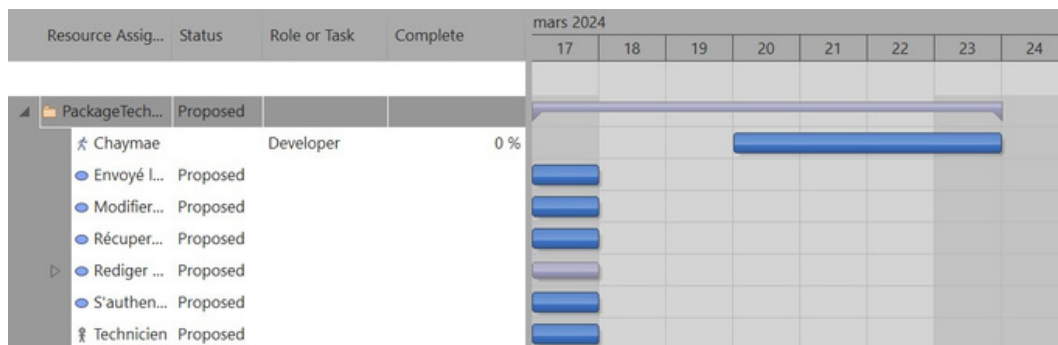 mars 2024
Resource Assig... Status Role or Task Complete
17 18 19 20 21 22 23 24
PackageTech... Proposed
Chaymae Developer 0 %
Envoyé l... Proposed
Modifier... Proposed
Récuper... Proposed
Rediger ... Proposed
S'authen... Proposed
Technicien Proposed